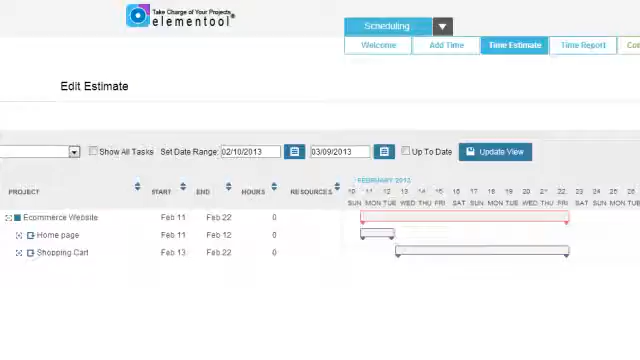 Take Charge of Your Projects
elementool®
Scheduling
Welcome Add Time Time Estimate Time Report
Edit Estimate
Show All Tasks Set Date Range: 02/10/2013 03/09/2013 Up To Date Update View
FEBRUARY 2013
PROJECT START END HOURS RESOURCES 10 11 12 13 14 15 16 17 18 19 20 21 22 23 24 25 26
SUN MON TUE WED THU FRI SAT SUN MON TUE WED THU FRI SAT SUN MON
Ecommerce Website Feb 11 Feb 22 0
Home page Feb 11 Feb 12 0
Shopping Cart Feb 13 Feb 22 0